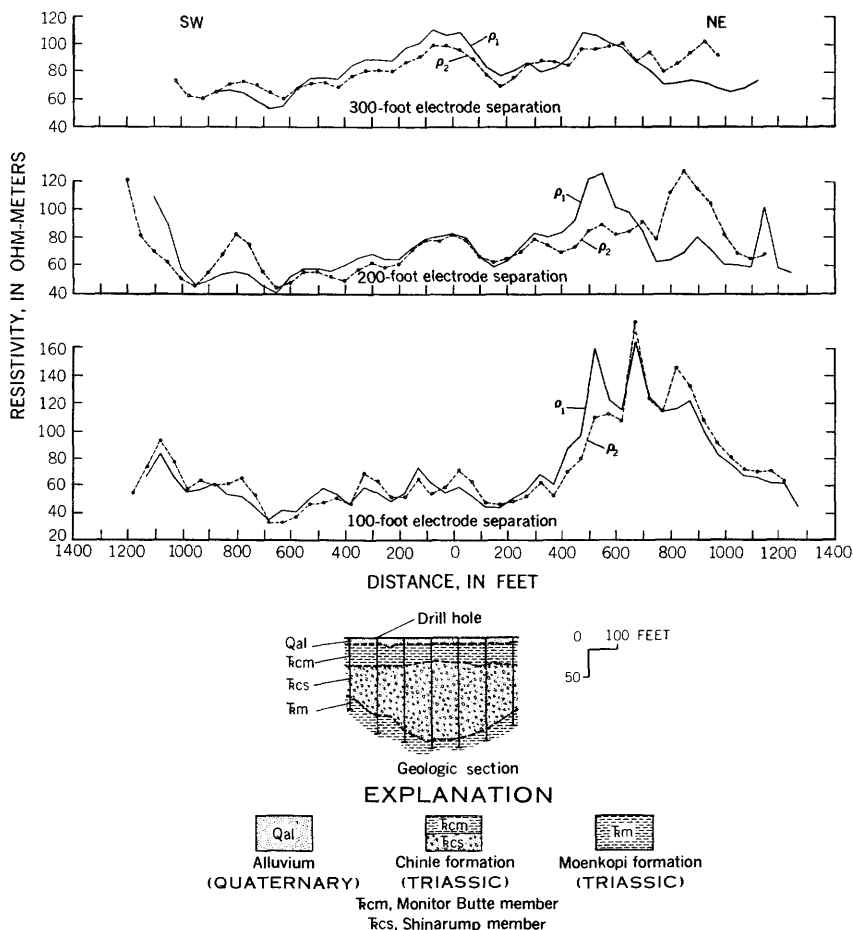 120
SW
NE
100
ρ1
80
ρ2
60
300-foot electrode separation
40
RESISTIVITY, IN OHM-METERS
120
ρ1
100
80
ρ2
60
200-foot electrode separation
40
160
140
ρ1
120
100
ρ2
80
60
40
100-foot electrode separation
20
1400 1200 1000 800 600 400 200 0 200 400 600 800 1000 1200 1400
DISTANCE, IN FEET
Drill hole
Qal
0 100 FEET
Ꞧcm
50
Ꞧcs
Ꞧm
Geologic section
EXPLANATION
Qal
Ꞧcm
Ꞧcs
Ꞧm
Alluvium
(QUATERNARY)
Chinle formation
(TRIASSIC)
Moenkopi formation
(TRIASSIC)
Ꞧcm, Monitor Butte member
Ꞧcs, Shinarump member